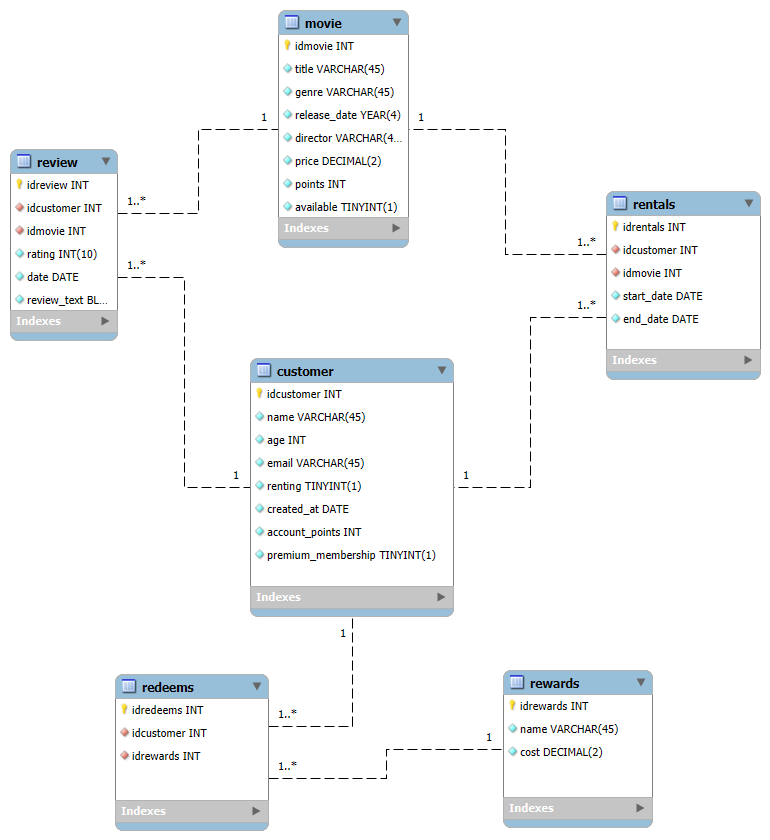 movie
idmovie INT
title VARCHAR(45)
genre VARCHAR(45)
release_date YEAR(4)
director VARCHAR(4...
price DECIMAL(2)
points INT
available TINYINT(1)
Indexes
1
1
review
idreview INT
idcustomer INT
idmovie INT
rating INT(10)
date DATE
review_text BL...
Indexes
1..*
1..*
rentals
idrentals INT
idcustomer INT
idmovie INT
start_date DATE
end_date DATE
Indexes
1..*
1..*
customer
idcustomer INT
name VARCHAR(45)
age INT
email VARCHAR(45)
renting TINYINT(1)
created_at DATE
account_points INT
premium_membership TINYINT(1)
Indexes
1
1
1
redeems
idredeems INT
idcustomer INT
idrewards INT
Indexes
1..*
1..*
1
rewards
idrewards INT
name VARCHAR(45)
cost DECIMAL(2)
Indexes